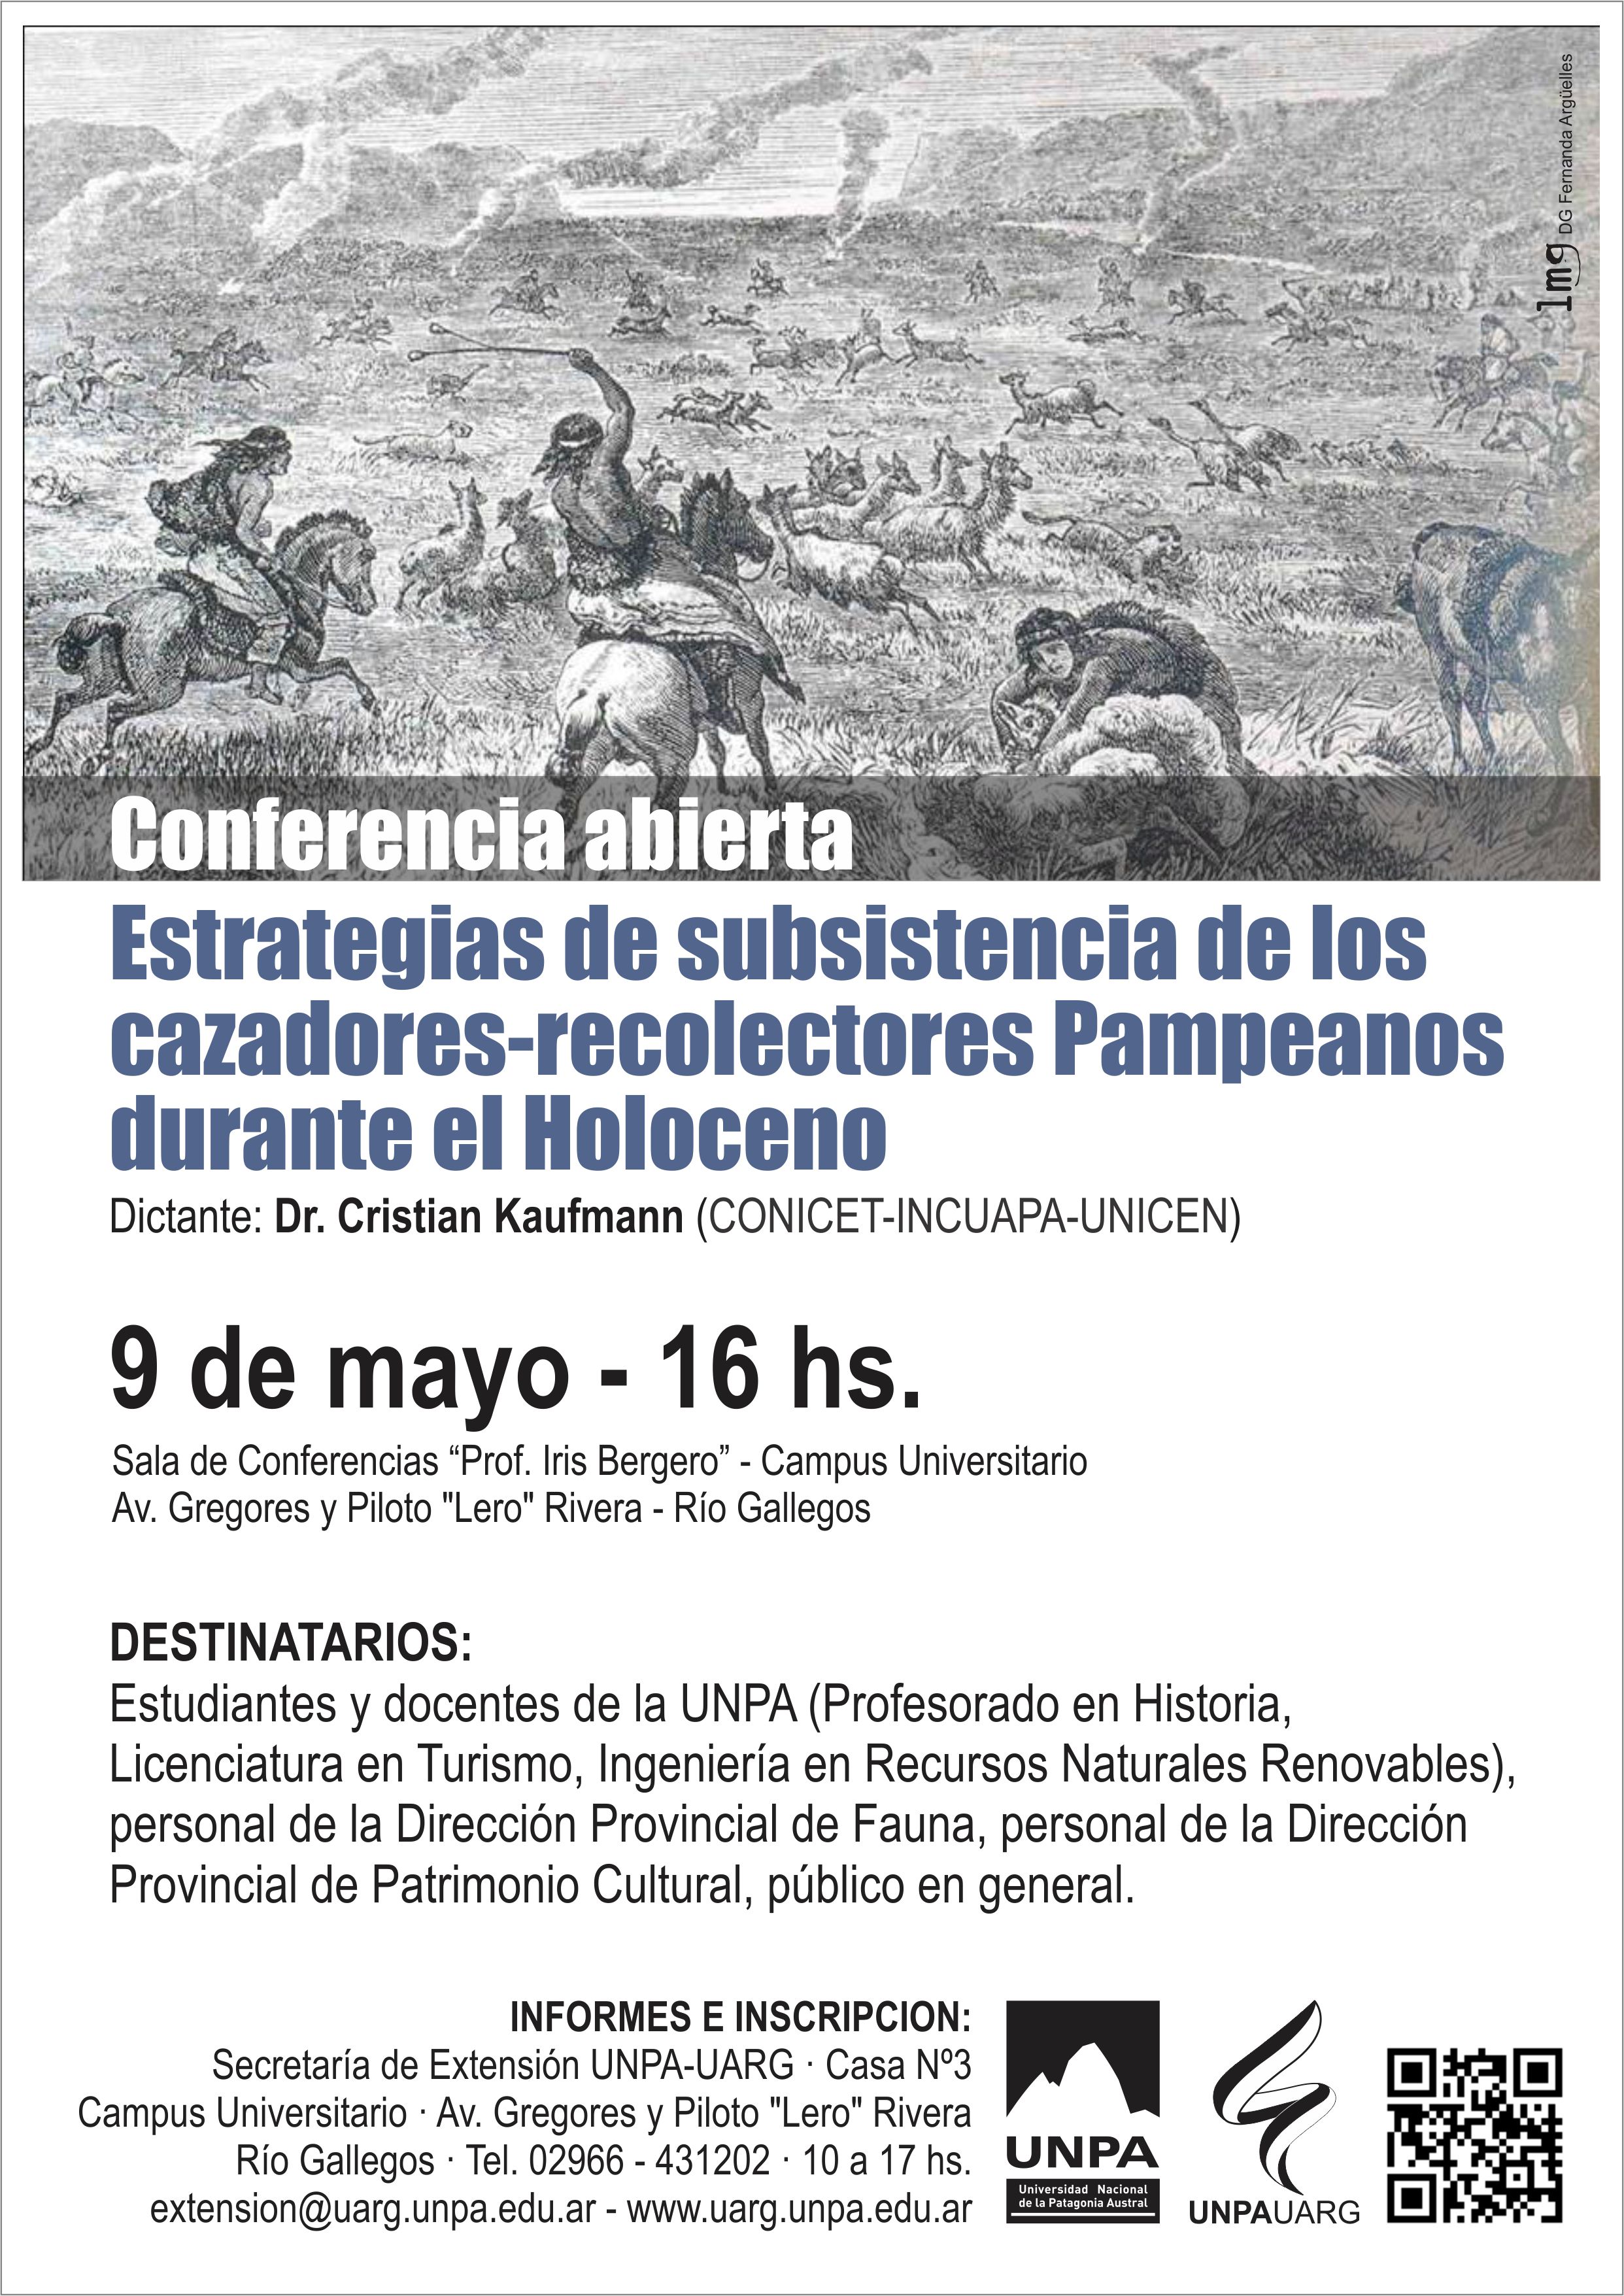 lmg DG Fernanda Argüelles
Conferencia abierta
Estrategias de subsistencia de los
cazadores-recolectores Pampeanos
durante el Holoceno
Dictante: Dr. Cristian Kaufmann (CONICET-INCUAPA-UNICEN)
9 de mayo - 16 hs.
Sala de Conferencias “Prof. Iris Bergero” - Campus Universitario
Av. Gregores y Piloto "Lero" Rivera - Río Gallegos
DESTINATARIOS:
Estudiantes y docentes de la UNPA (Profesorado en Historia,
Licenciatura en Turismo, Ingeniería en Recursos Naturales Renovables),
personal de la Dirección Provincial de Fauna, personal de la Dirección
Provincial de Patrimonio Cultural, público en general.
INFORMES E INSCRIPCION:
Secretaría de Extensión UNPA-UARG · Casa Nº3
Campus Universitario · Av. Gregores y Piloto "Lero" Rivera
Río Gallegos · Tel. 02966 - 431202 · 10 a 17 hs.
extension@uarg.unpa.edu.ar - www.uarg.unpa.edu.ar
UNPA
Universidad Nacional
de la Patagonia Austral
UNPAUARG